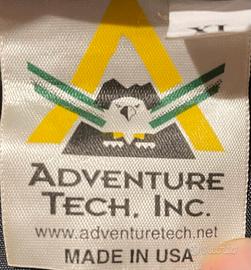 XL
ADVENTURE
TECH, INC.
www.adventuretech.net
MADE IN USA